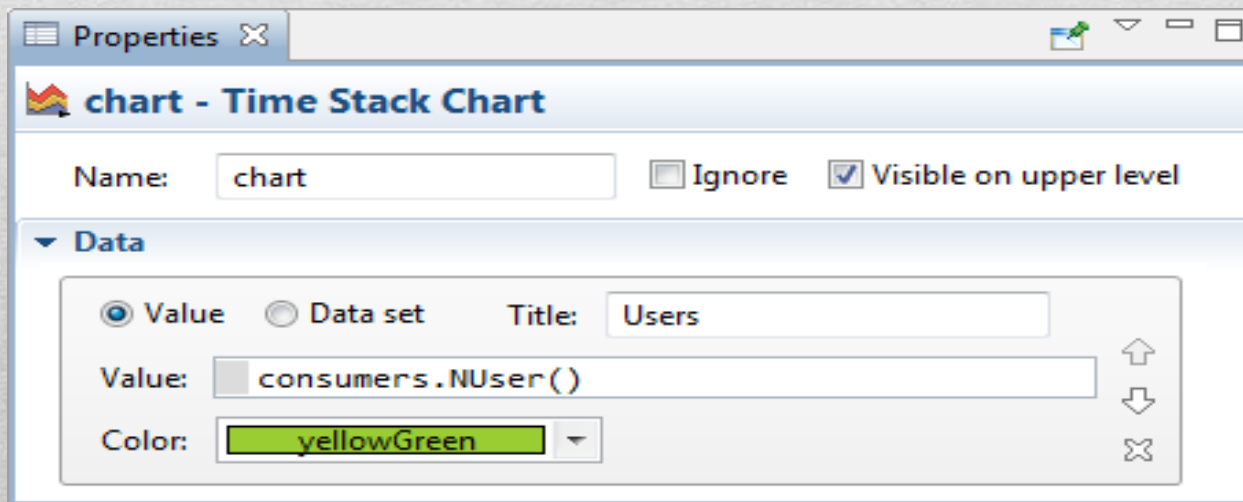 Properties
chart - Time Stack Chart
Name: chart Ignore Visible on upper level
Data
Value Data set Title: Users
Value: consumers.NUser()
Color: yellowGreen